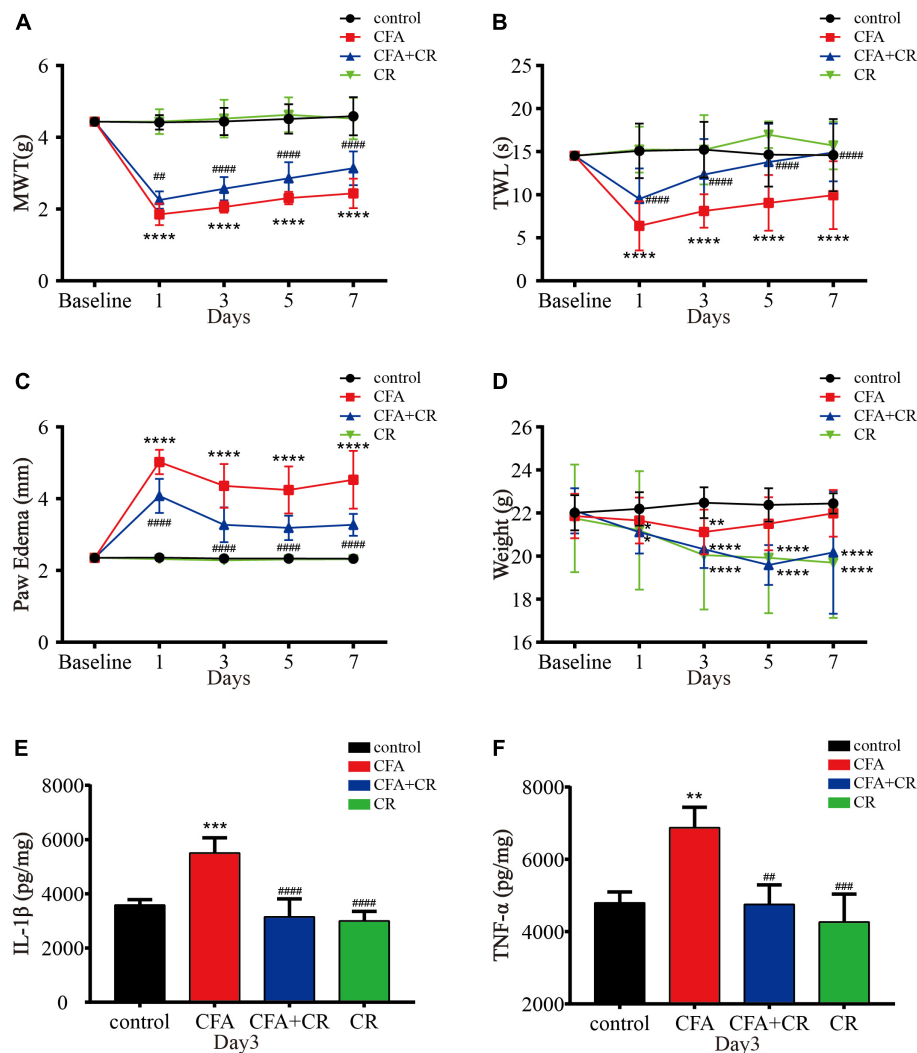 A
control
CFA
CFA+CR
CR
MWT(g)
6
4
2
0
## #### #### ####
**** **** **** ****
Baseline 1 3 5 7
Days
B
control
CFA
CFA+CR
CR
TWL (s)
25
20
15
10
5
0
#### #### #### ####
**** **** **** ****
Baseline 1 3 5 7
Days
C
control
CFA
CFA+CR
CR
Paw Edema (mm)
6
4
2
0
**** **** **** ****
#### #### #### ####
Baseline 1 3 5 7
Days
D
control
CFA
CFA+CR
CR
Weight (g)
26
24
22
20
18
16
* ** **** **** ****
* **** **** ****
Baseline 1 3 5 7
Days
E
control
CFA
CFA+CR
CR
IL-1β (pg/mg)
8000
6000
4000
2000
0
*** #### ####
control CFA CFA+CR CR
Day3
F
control
CFA
CFA+CR
CR
TNF-α (pg/mg)
8000
6000
4000
2000
** ## ###
control CFA CFA+CR CR
Day3